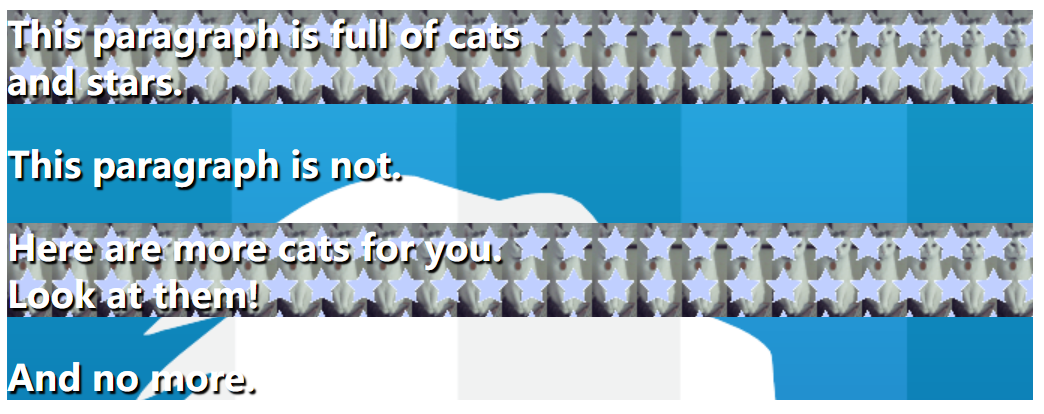 This paragraph is full of cats
and stars.
This paragraph is not.
Here are more cats for you.
Look at them!
And no more.